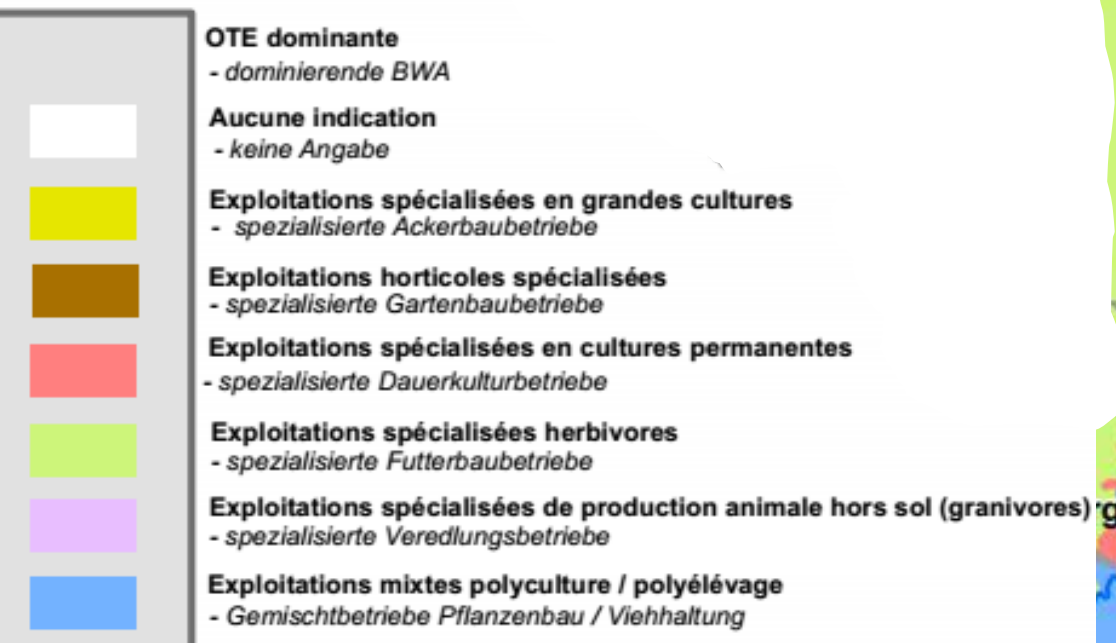 OTE dominante
- dominierende BWA
Aucune indication
- keine Angabe
Exploitations spécialisées en grandes cultures
- spezialisierte Ackerbaubetriebe
Exploitations horticoles spécialisées
- spezialisierte Gartenbaubetriebe
Exploitations spécialisées en cultures permanentes
- spezialisierte Dauerkulturbetriebe
Exploitations spécialisées herbivores
- spezialisierte Futterbaubetriebe
Exploitations spécialisées de production animale hors sol (granivores)
- spezialisierte Veredlungsbetriebe
Exploitations mixtes polyculture / polyélévage
- Gemischtbetriebe Pflanzenbau / Viehhaltung